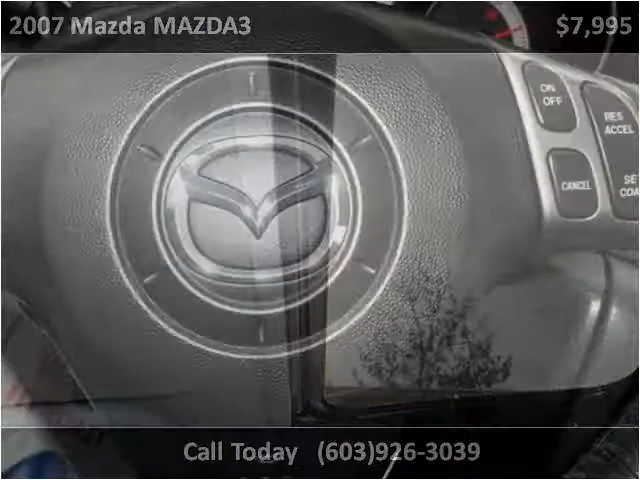 2007 Mazda MAZDA3 $7,995
ON
OFF
RES
ACCEL
CANCEL
Call Today (603)926-3039